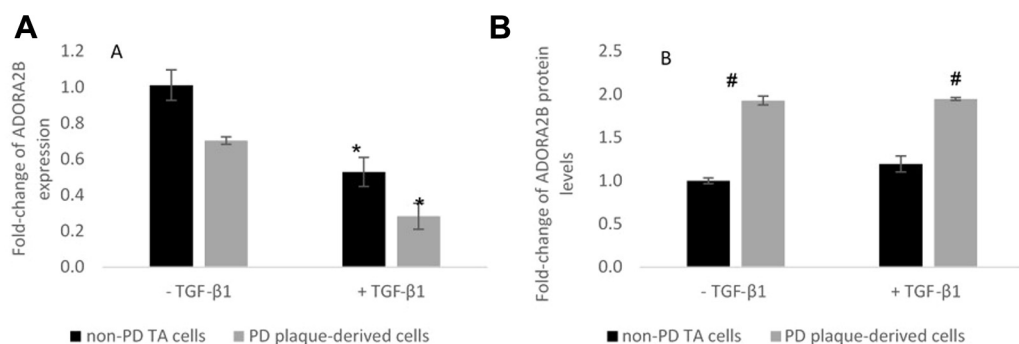 A
A
Fold-change of ADORA2B
expression
1.2
1.0
0.8
0.6
0.4
0.2
0.0
*
*
- TGF-β1
+ TGF-β1
non-PD TA cells
PD plaque-derived cells
B
B
Fold-change of ADORA2B protein
levels
2.5
2.0
1.5
1.0
0.5
0.0
#
#
- TGF-β1
+ TGF-β1
non-PD TA cells
PD plaque-derived cells